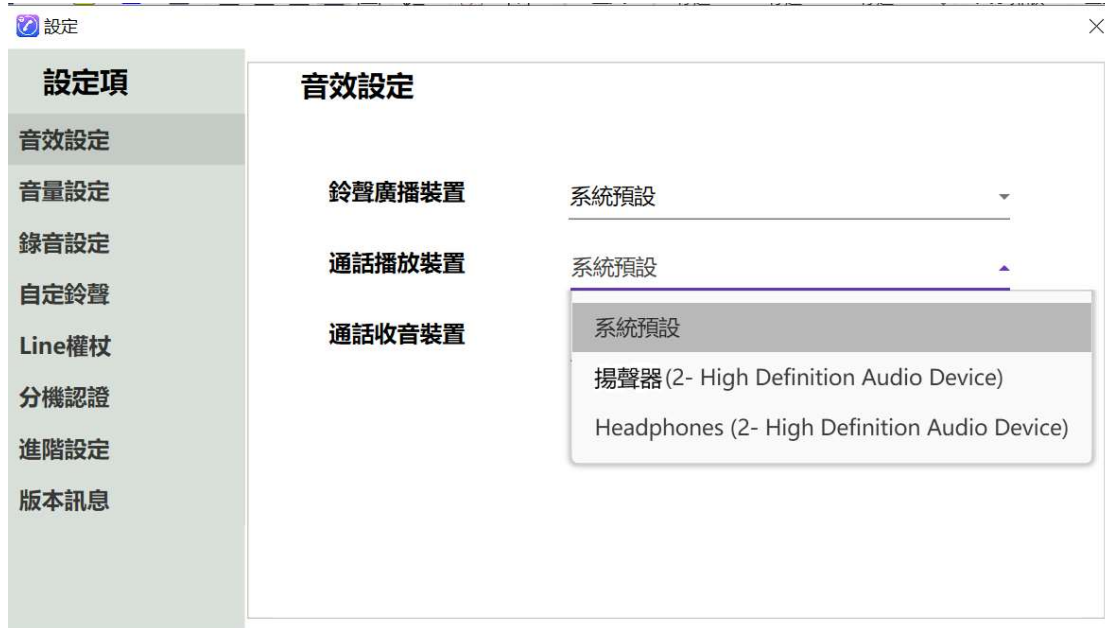 設定
設定項
音效設定
音量設定
錄音設定
自定鈴聲
Line權杖
分機認證
進階設定
版本訊息
音效設定
鈴聲廣播裝置
系統預設
通話播放裝置
系統預設
通話收音裝置
系統預設
揚聲器(2- High Definition Audio Device)
Headphones (2- High Definition Audio Device)